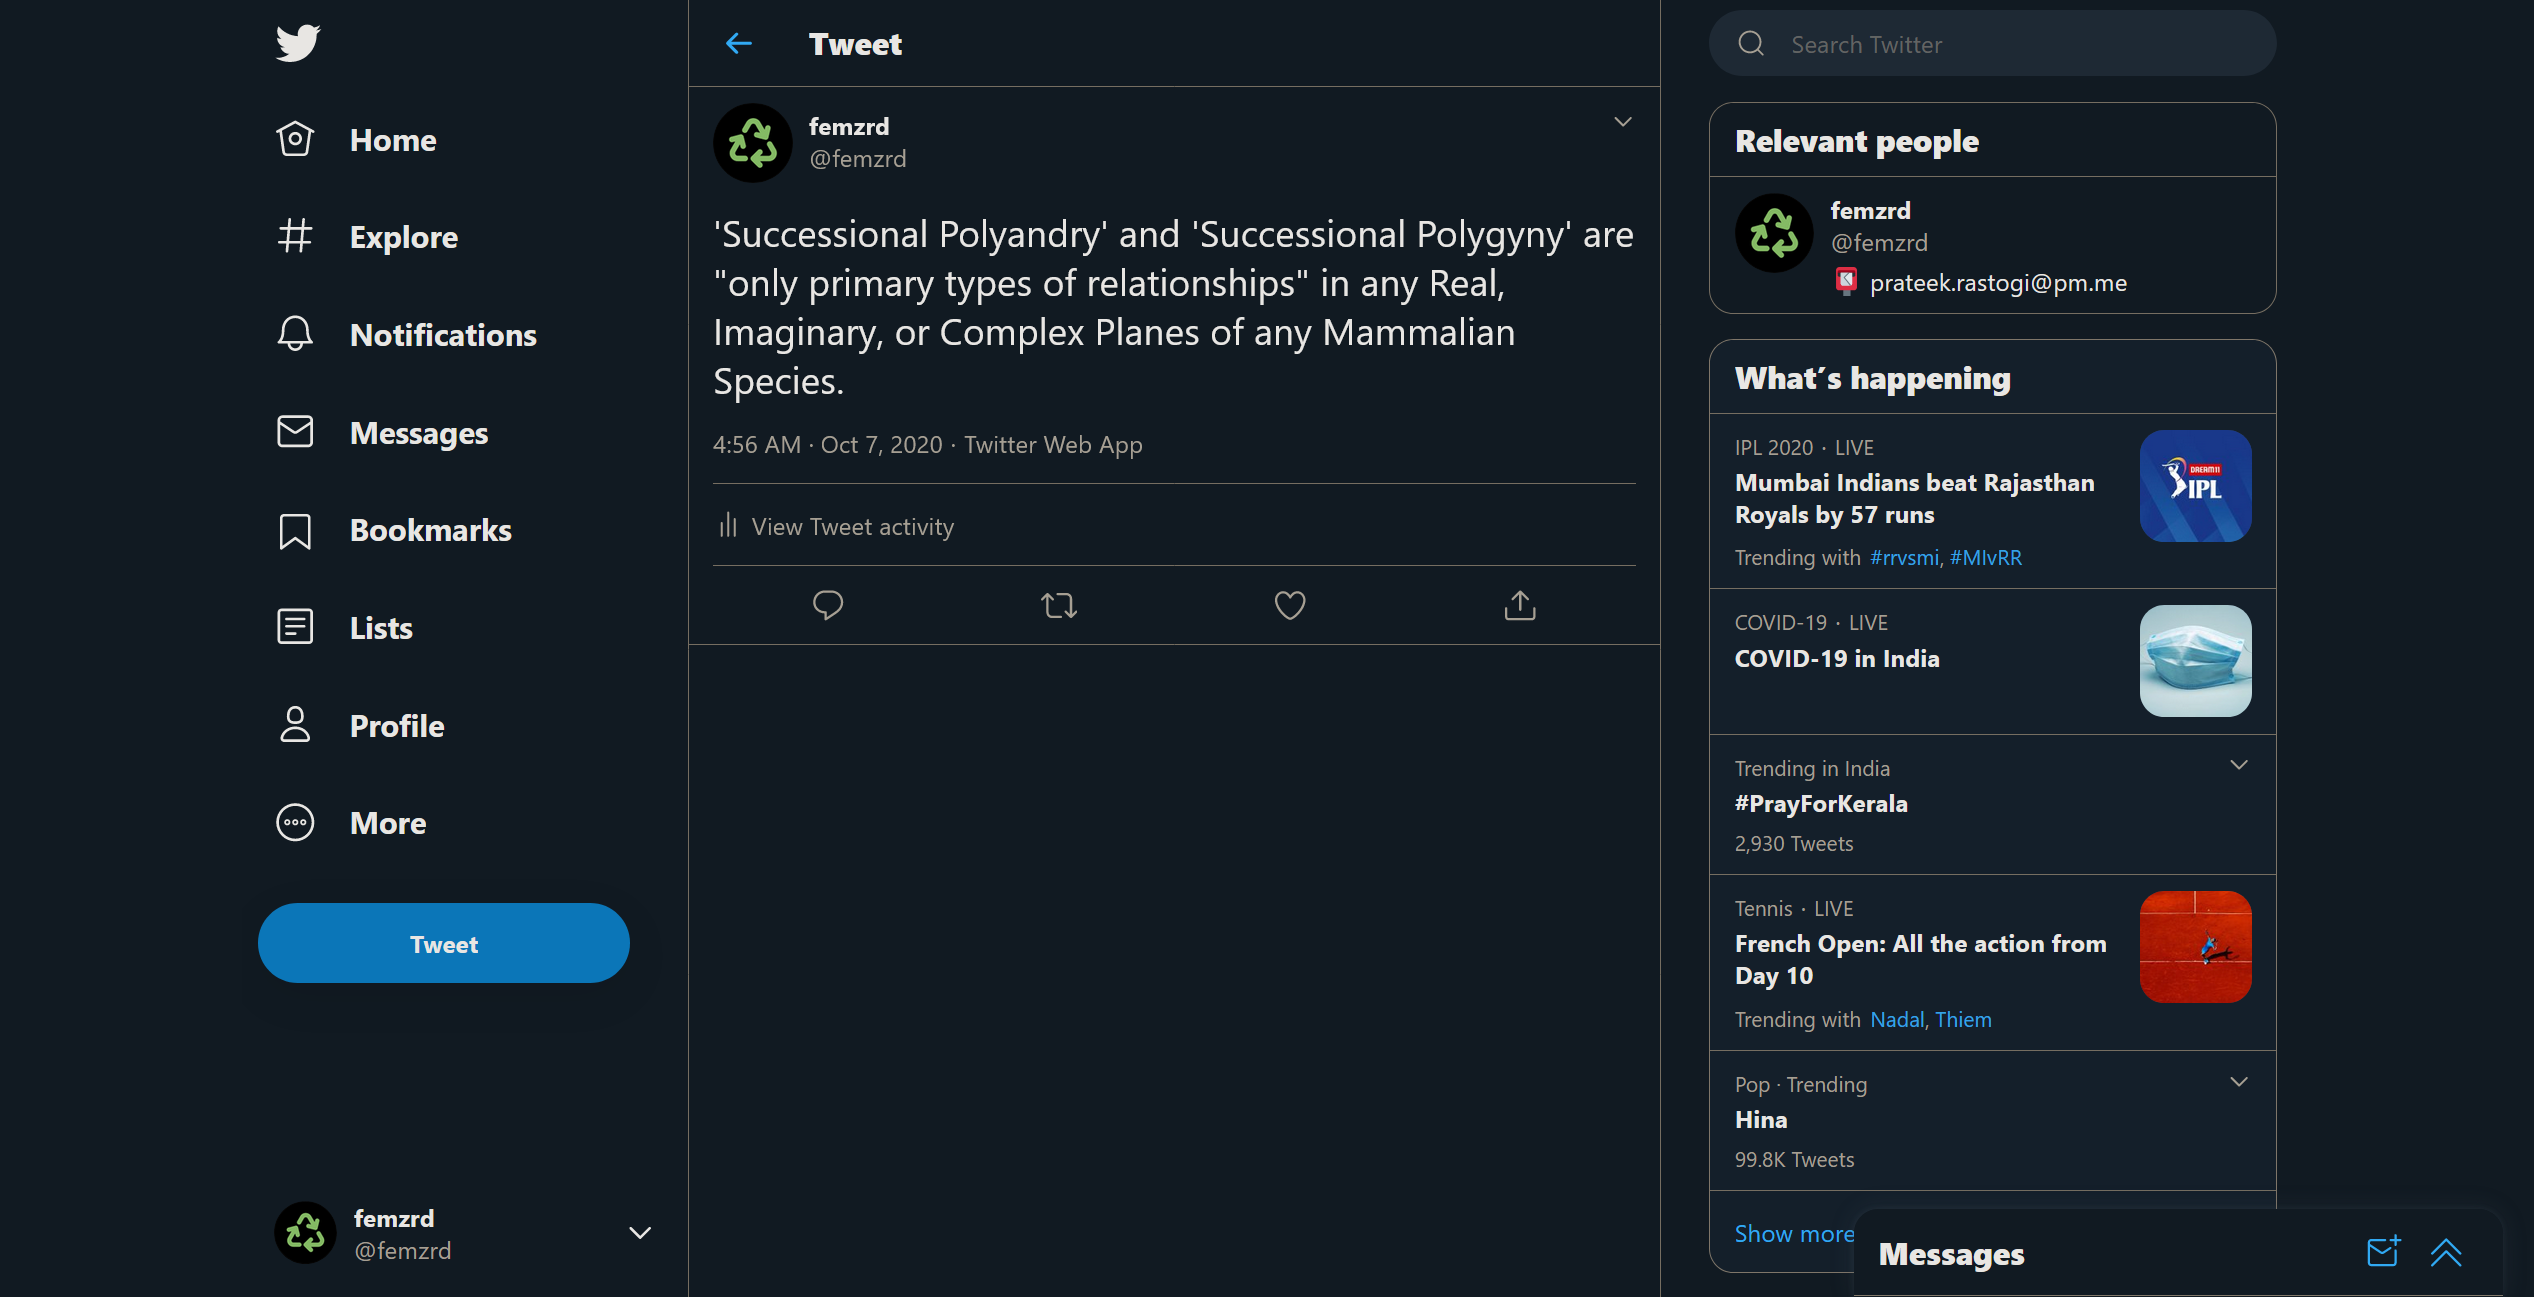 Home
Explore
Notifications
Messages
Bookmarks
Lists
Profile
More
Tweet
femzrd
@femzrd
Tweet
femzrd
@femzrd
'Successional Polyandry' and 'Successional Polygyny' are
"only primary types of relationships" in any Real,
Imaginary, or Complex Planes of any Mammalian
Species.
4:56 AM · Oct 7, 2020 · Twitter Web App
View Tweet activity
Search Twitter
Relevant people
femzrd
@femzrd
prateek.rastogi@pm.me
What´s happening
IPL 2020 · LIVE
Mumbai Indians beat Rajasthan
Royals by 57 runs
Trending with #rrvsmi, #MIvRR
DREAM11
IPL
COVID-19 · LIVE
COVID-19 in India
Trending in India
#PrayForKerala
2,930 Tweets
Tennis · LIVE
French Open: All the action from
Day 10
Trending with Nadal, Thiem
Pop · Trending
Hina
99.8K Tweets
Show more
Messages